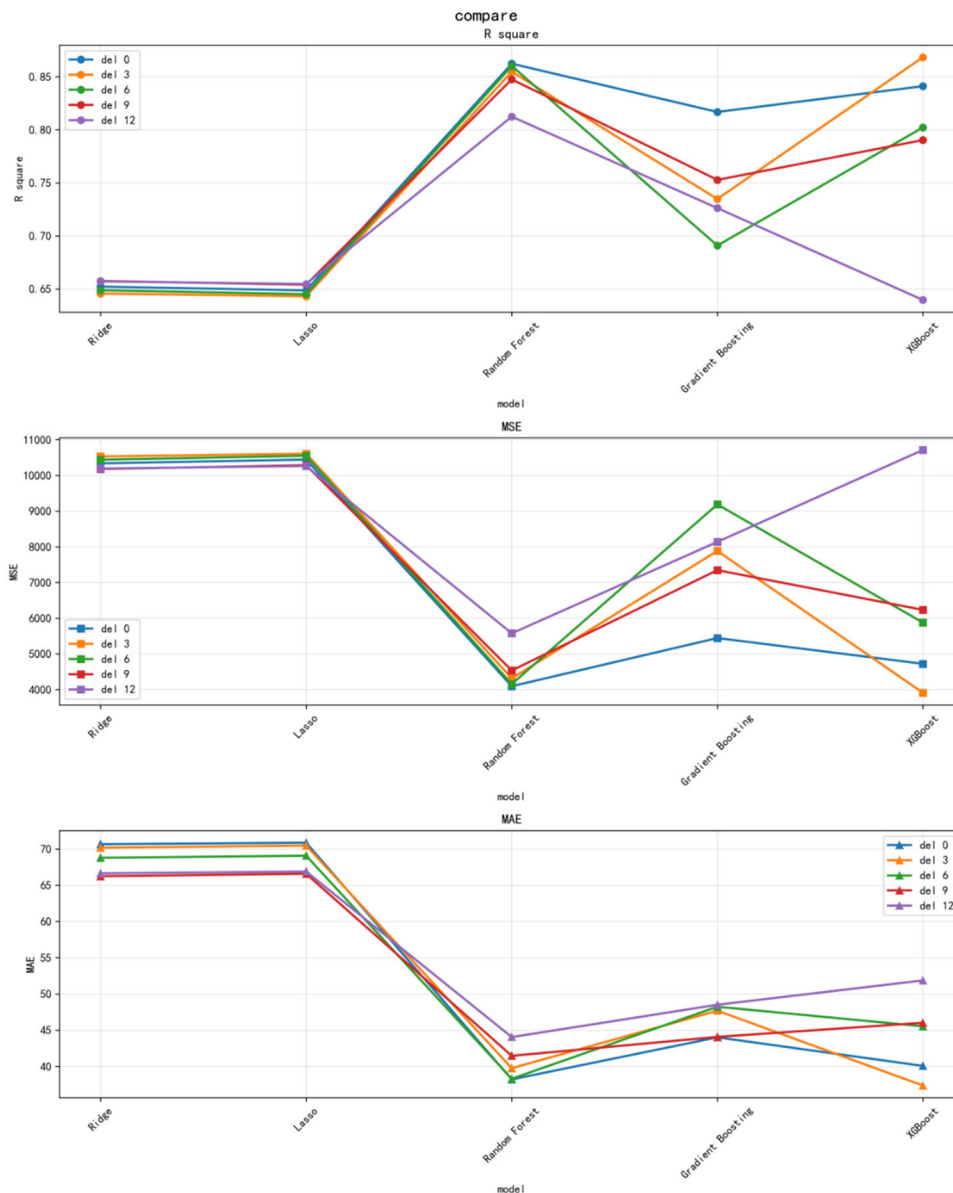 compare
R square
del 0
del 3
del 6
del 9
del 12
R square
0.85
0.80
0.75
0.70
0.65
Ridge
Lasso
Random Forest
Gradient Boosting
XGBoost
model
MSE
MSE
11000
10000
9000
8000
7000
6000
5000
4000
del 0
del 3
del 6
del 9
del 12
Ridge
Lasso
Random Forest
Gradient Boosting
XGBoost
model
MAE
MAE
70
65
60
55
50
45
40
del 0
del 3
del 6
del 9
del 12
Ridge
Lasso
Random Forest
Gradient Boosting
XGBoost
model